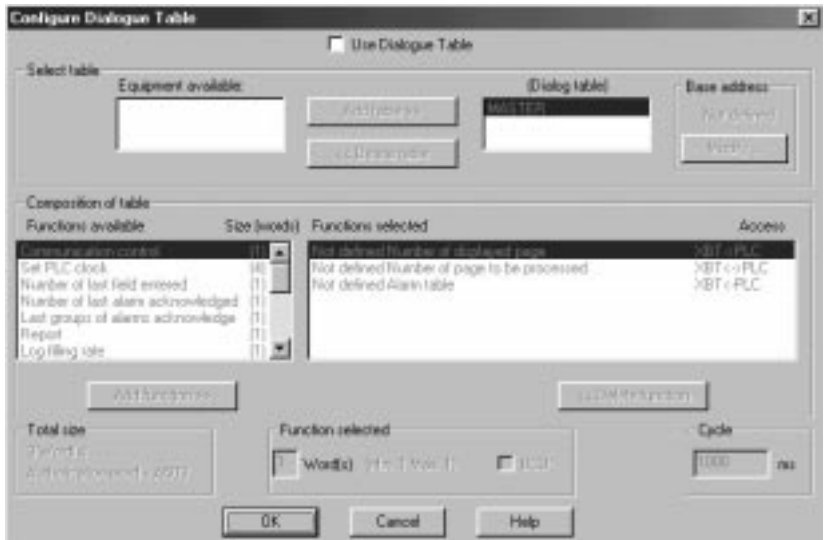 Configure Dialogue Table
Use Dialogue Table
Select table
Equipment available:
(Dialog table)
Base address
MASTER
Not defined
Modify...
Composition of table
Functions available Size (words) Functions selected Access
Communication control (1)
Set PLC clock (4)
Number of last field entered (1)
Number of last alarm acknowledged (1)
Last groups of alarms acknowledge (1)
Report (1)
Log filling rate (1)
Not defined Number of displayed page XBT->PLC
Not defined Number of page to be processed XBT<->PLC
Not defined Alarm table XBT<-PLC
Add function >>
<< Delete function
Total size
Function selected
Cycle
Word(s)
1000 ms
OK Cancel Help